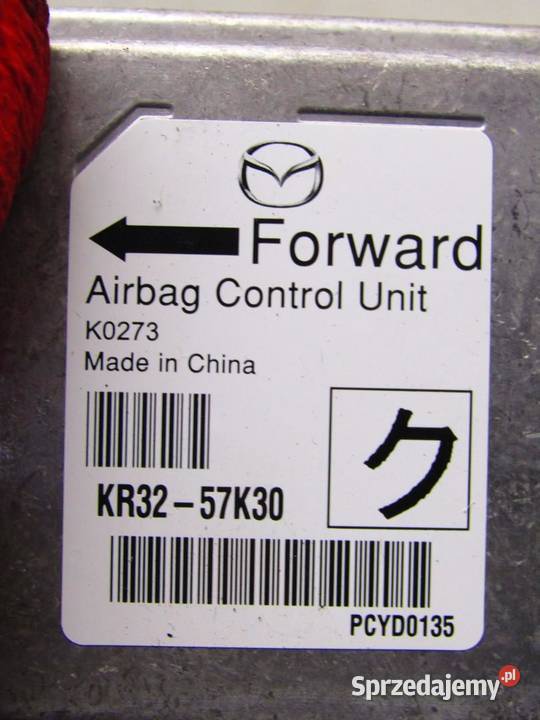 Forward
Airbag Control Unit
K0273
Made in China
ク
KR32-57K30
PCYD0135
Sprzedajemy.pl